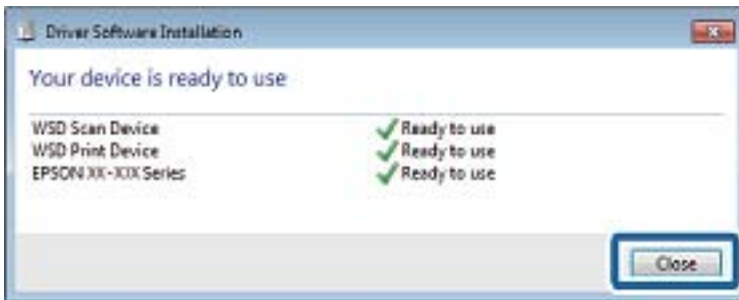 Driver Software Installation
Your device is ready to use
WSD Scan Device Ready to use
WSD Print Device Ready to use
EPSON XX-XXX Series Ready to use
Close